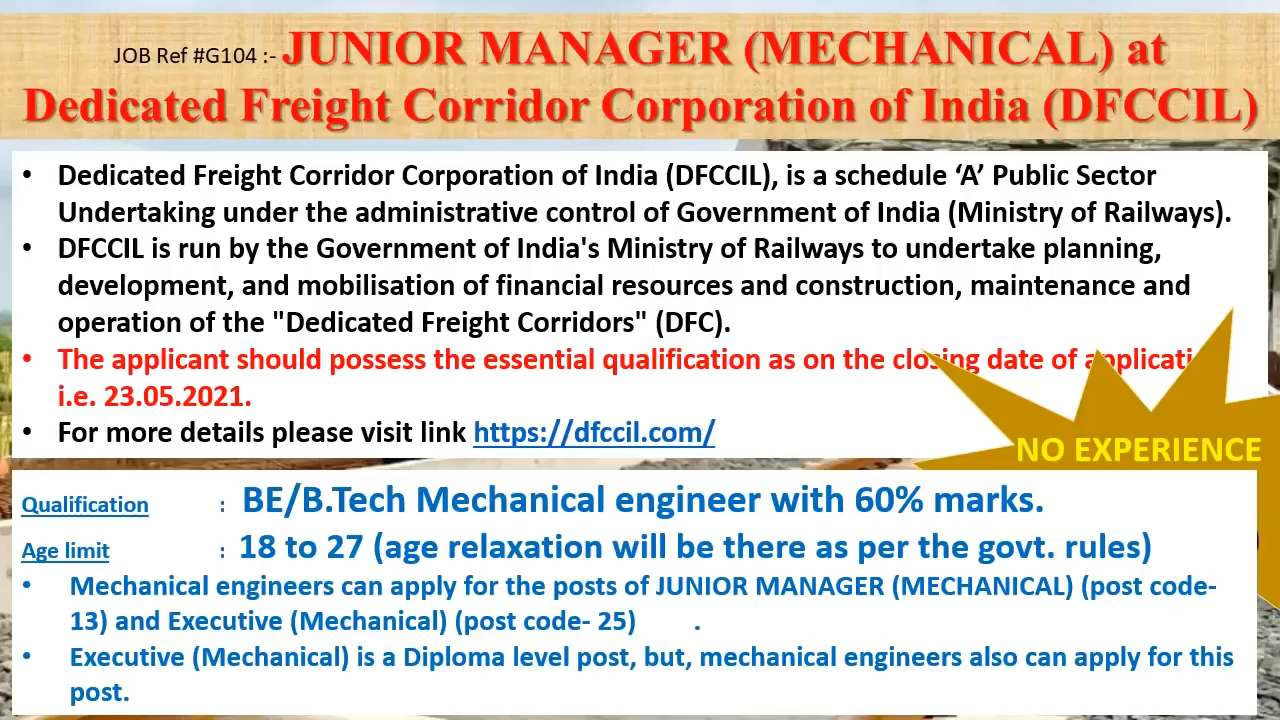 JOB Ref #G104 :- JUNIOR MANAGER (MECHANICAL) at
Dedicated Freight Corridor Corporation of India (DFCCIL)
• Dedicated Freight Corridor Corporation of India (DFCCIL), is a schedule ‘A’ Public Sector
Undertaking under the administrative control of Government of India (Ministry of Railways).
• DFCCIL is run by the Government of India's Ministry of Railways to undertake planning,
development, and mobilisation of financial resources and construction, maintenance and
operation of the "Dedicated Freight Corridors" (DFC).
• The applicant should possess the essential qualification as on the closing date of applicati
i.e. 23.05.2021.
• For more details please visit link https://dfccil.com/
NO EXPERIENCE
Qualification : BE/B.Tech Mechanical engineer with 60% marks.
Age limit : 18 to 27 (age relaxation will be there as per the govt. rules)
• Mechanical engineers can apply for the posts of JUNIOR MANAGER (MECHANICAL) (post code-
13) and Executive (Mechanical) (post code- 25) .
• Executive (Mechanical) is a Diploma level post, but, mechanical engineers also can apply for this
post.